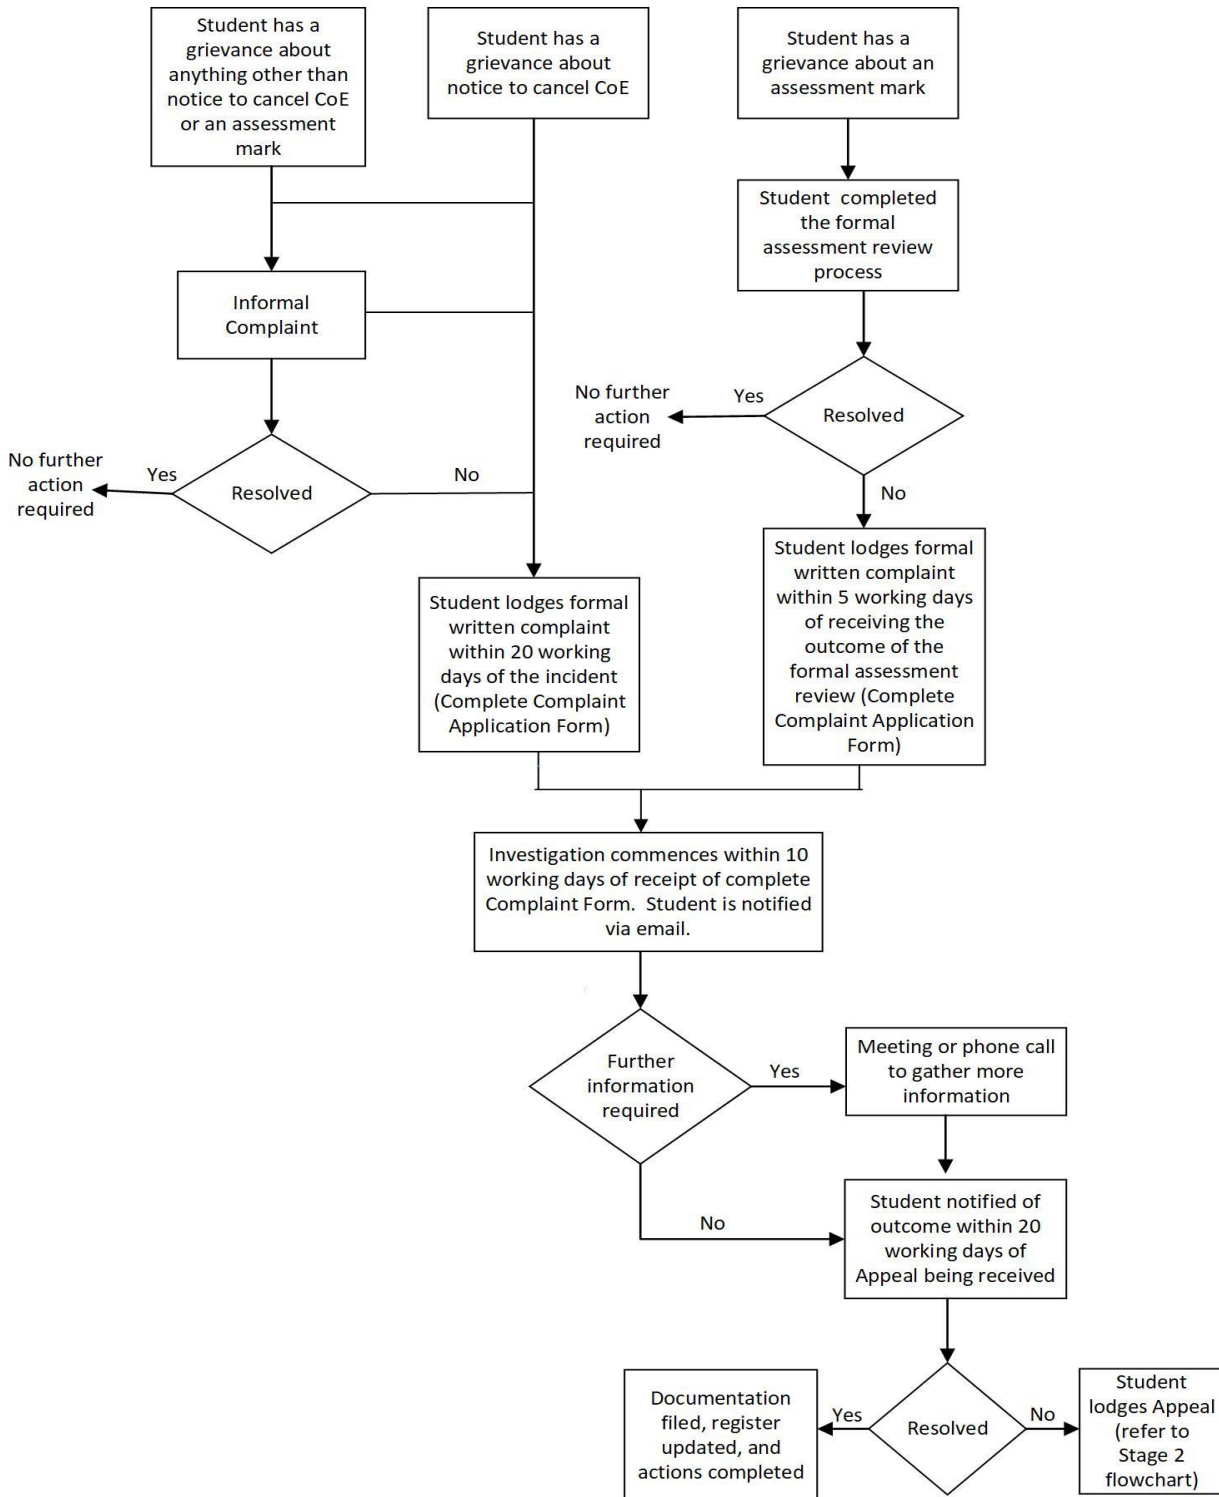 Student has a
grievance about
anything other than
notice to cancel CoE
or an assessment
mark
Student has a
grievance about
notice to cancel CoE
Student has a
grievance about an
assessment mark
Student completed
the formal
assessment review
process
Informal
Complaint
No further
action
required
Yes
Resolved
No further
action
required
Yes
Resolved
No
No
Student lodges formal
written complaint
within 20 working
days of the incident
(Complete Complaint
Application Form)
Student lodges formal
written complaint
within 5 working days
of receiving the
outcome of the
formal assessment
review (Complete
Complaint Application
Form)
Investigation commences within 10
working days of receipt of complete
Complaint Form. Student is notified
via email.
Further
information
required
Yes
Meeting or phone call
to gather more
information
No
Student notified of
outcome within 20
working days of
Appeal being received
Documentation
filed, register
updated, and
actions completed
Yes
Resolved
No
Student
lodges Appeal
(refer to
Stage 2
flowchart)